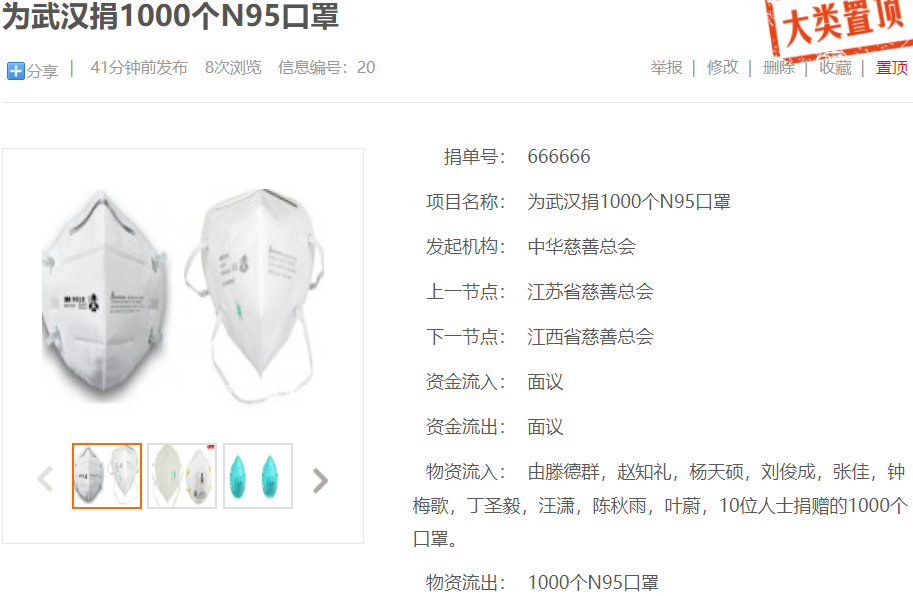 为武汉捐1000个N95口罩
大类置顶
分享 | 41分钟前发布 8次浏览 信息编号：20
举报 | 修改 | 删除 | 收藏 | 置顶
捐单号： 666666
项目名称： 为武汉捐1000个N95口罩
发起机构： 中华慈善总会
上一节点： 江苏省慈善总会
下一节点： 江西省慈善总会
资金流入： 面议
资金流出： 面议
物资流入： 由滕德群，赵知礼，杨天硕，刘俊成，张佳，钟
梅歌，丁圣毅，汪潇，陈秋雨，叶蔚，10位人士捐赠的1000个
口罩。
物资流出： 1000个N95口罩